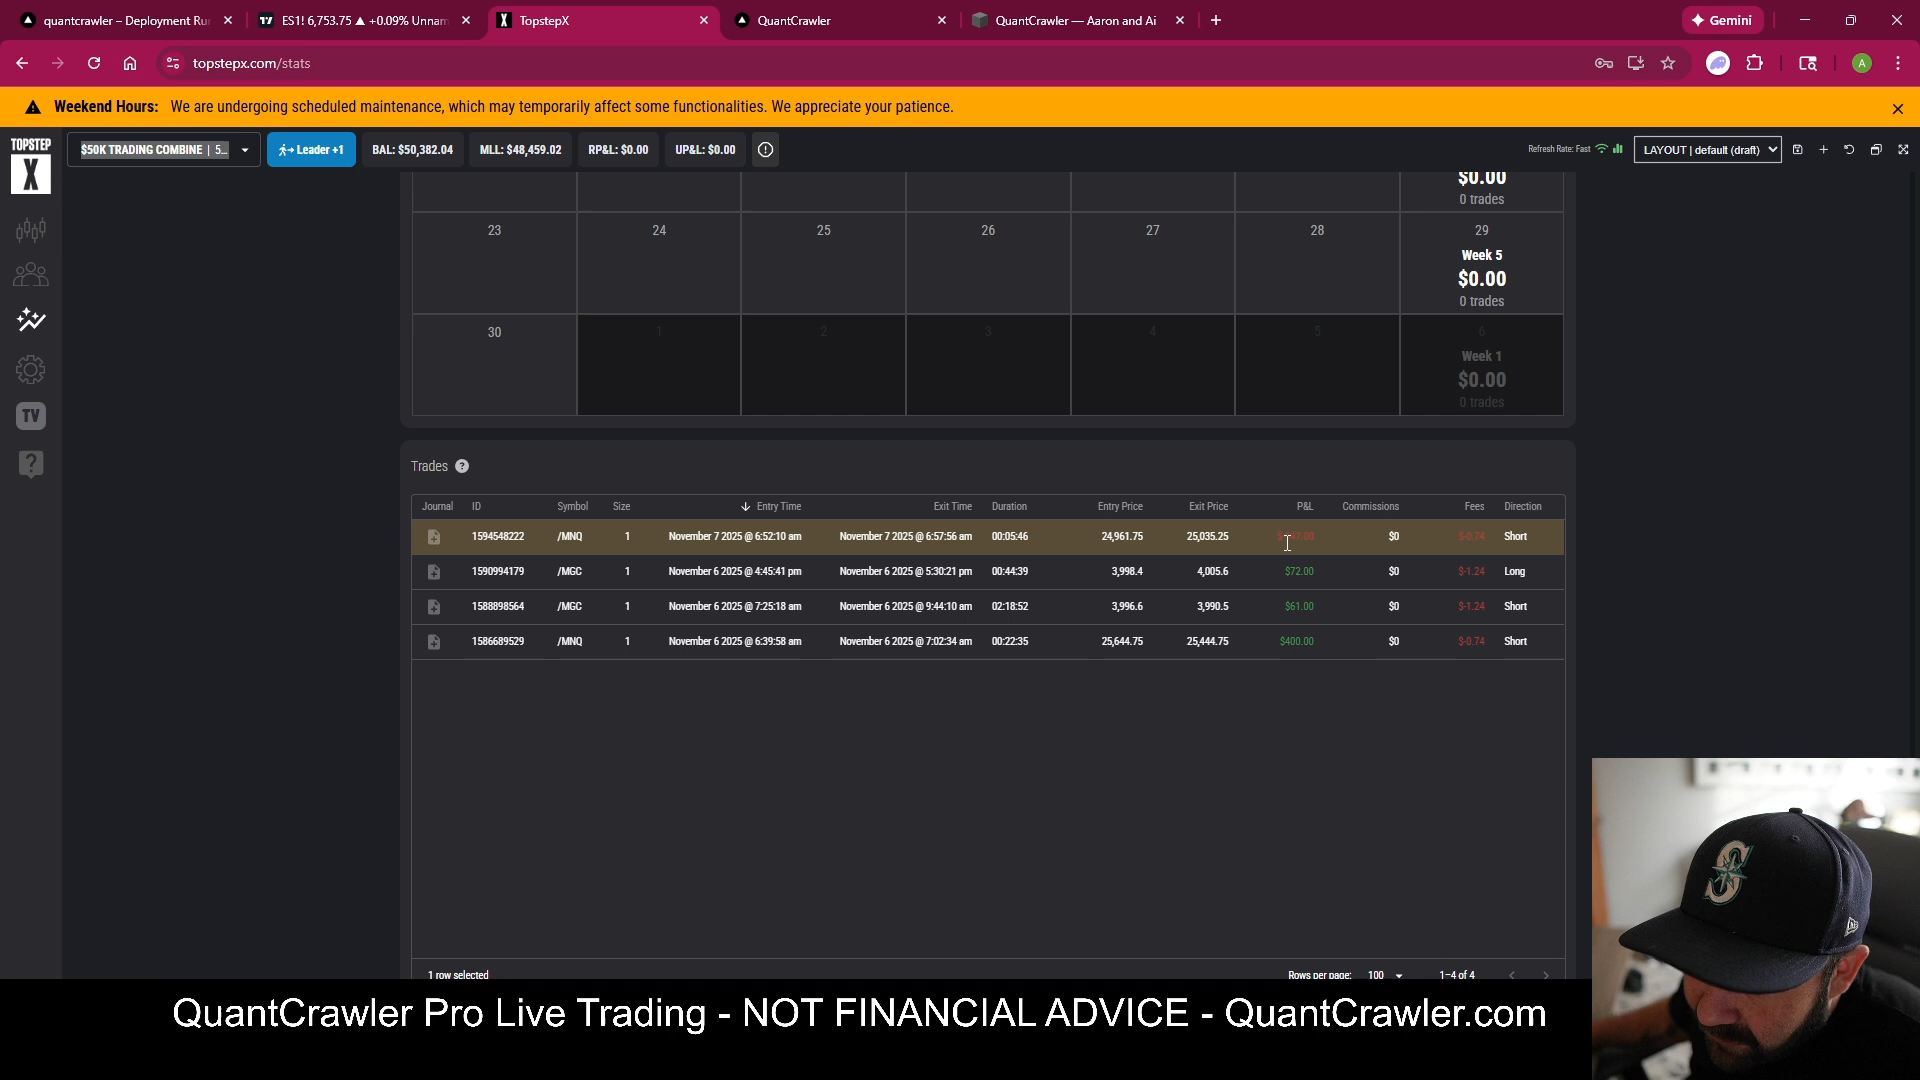 quantcrawler – Deployment Ru
ES1! 6,753.75 ▲ +0.09% Unnam
TopstepX
QuantCrawler
QuantCrawler — Aaron and Ai
Gemini
topstepx.com/stats
A
Weekend Hours: We are undergoing scheduled maintenance, which may temporarily affect some functionalities. We appreciate your patience.
TOPSTEP X
$50K TRADING COMBINE | 5...
Leader +1
BAL: $50,382.04
MLL: $48,459.02
RP&L: $0.00
UP&L: $0.00
Refresh Rate: Fast
LAYOUT | default (draft)
$0.00
0 trades
23 24 25 26 27 28 29
Week 5
$0.00
0 trades
30 1 2 3 4 5 6
Week 1
$0.00
0 trades
TV
Trades
Journal ID Symbol Size Entry Time Exit Time Duration Entry Price Exit Price P&L Commissions Fees Direction
1594548222 /MNQ 1 November 7 2025 @ 6:52:10 am November 7 2025 @ 6:57:56 am 00:05:46 24,961.75 25,035.25 $0 $-0.74 Short
1590994179 /MGC 1 November 6 2025 @ 4:45:41 pm November 6 2025 @ 5:30:21 pm 00:44:39 3,998.4 4,005.6 $72.00 $0 $-1.24 Long
1588898564 /MGC 1 November 6 2025 @ 7:25:18 am November 6 2025 @ 9:44:10 am 02:18:52 3,996.6 3,990.5 $61.00 $0 $-1.24 Short
1586689529 /MNQ 1 November 6 2025 @ 6:39:58 am November 6 2025 @ 7:02:34 am 00:22:35 25,644.75 25,444.75 $400.00 $0 $-0.74 Short
1 row selected
Rows per page: 100 1–4 of 4
QuantCrawler Pro Live Trading - NOT FINANCIAL ADVICE - QuantCrawler.com
S